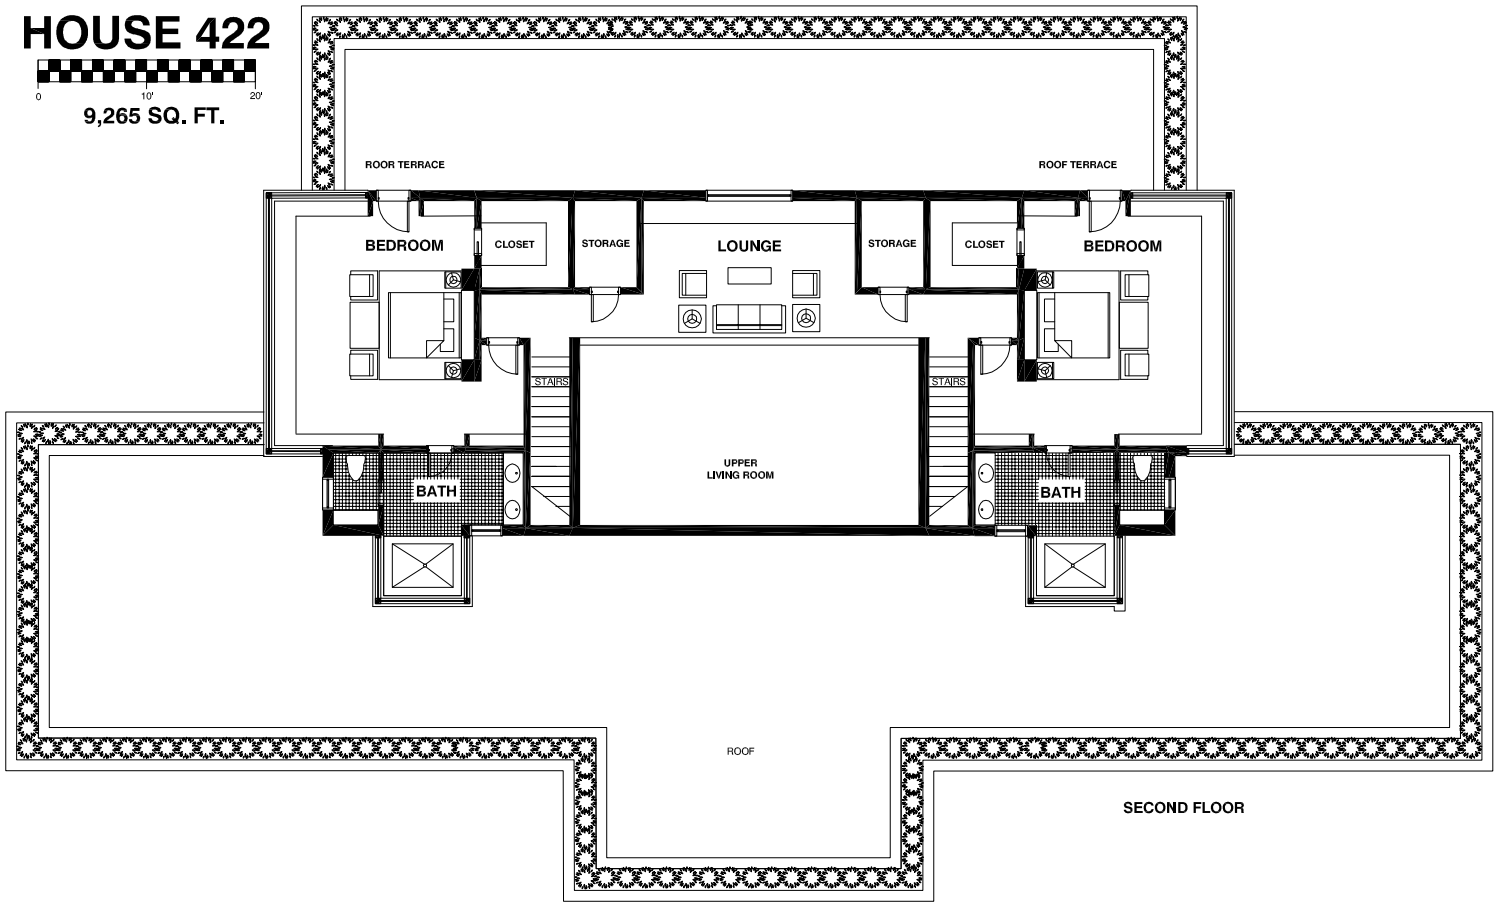 HOUSE 422
0 10' 20'
9,265 SQ. FT.
ROOR TERRACE
ROOF TERRACE
BEDROOM
CLOSET
STORAGE
LOUNGE
STORAGE
CLOSET
BEDROOM
STAIRS
STAIRS
UPPER
LIVING ROOM
BATH
BATH
ROOF
SECOND FLOOR